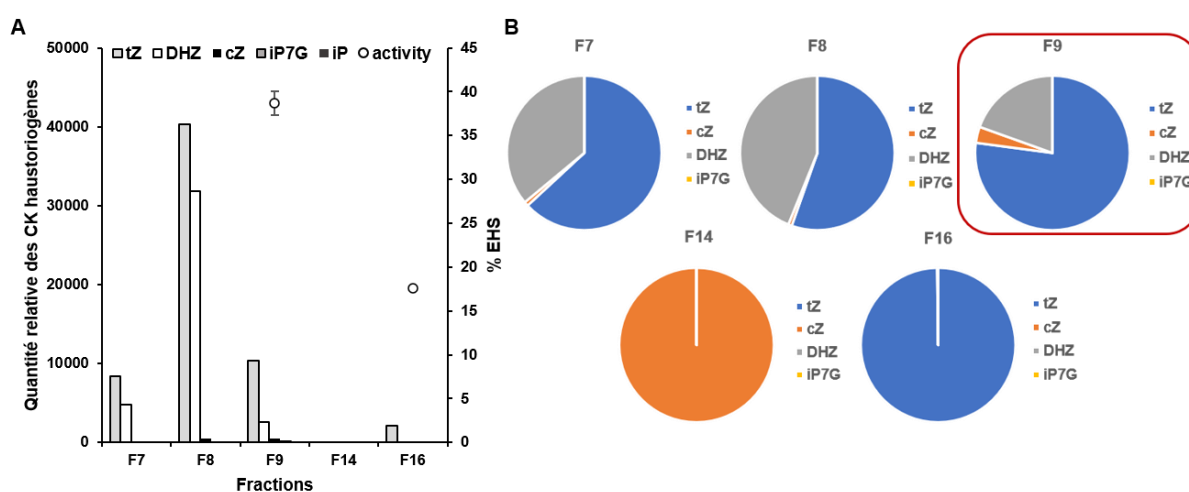 A
tZ DHZ cZ iP7G iP activity
Quantité relative des CK haustoriogènes
50000
40000
30000
20000
10000
0
45
40
35
30
25
20
15
10
5
0
% EHS
F7 F8 F9 F14 F16
Fractions
B
F7
tZ
cZ
DHZ
iP7G
F8
tZ
cZ
DHZ
iP7G
F9
tZ
cZ
DHZ
iP7G
F14
tZ
cZ
DHZ
iP7G
F16
tZ
cZ
DHZ
iP7G